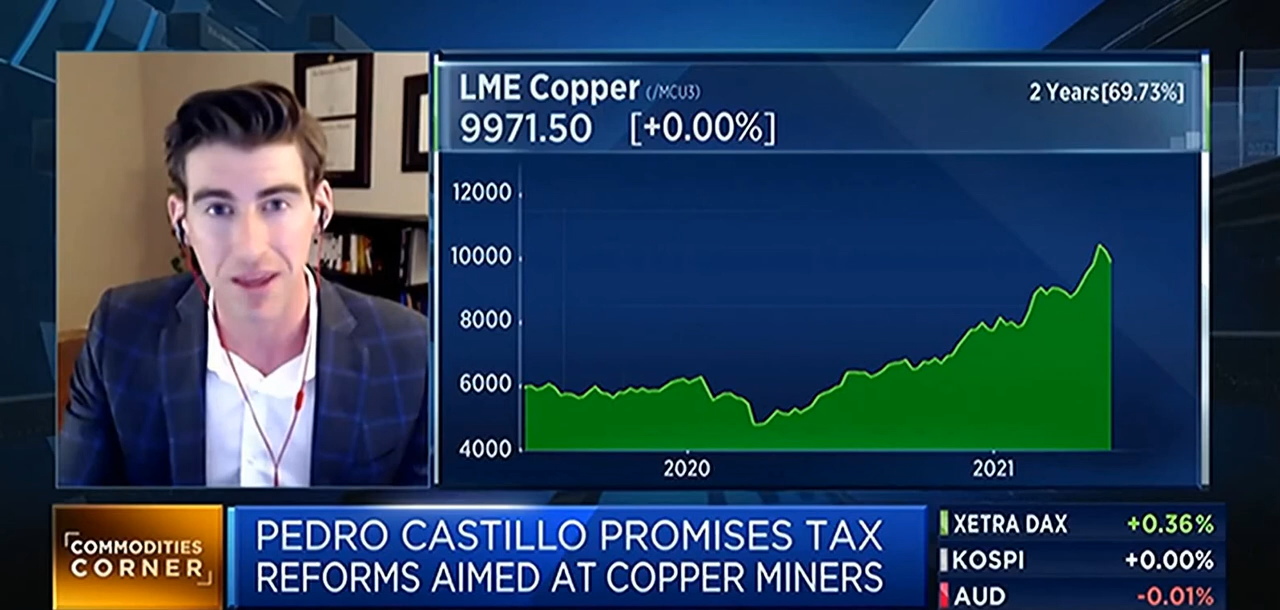 LME Copper (/MCU3)
2 Years[69.73%]
9971.50 [+0.00%]
12000
10000
8000
6000
4000
2020
2021
COMMODITIES
CORNER
PEDRO CASTILLO PROMISES TAX
REFORMS AIMED AT COPPER MINERS
XETRA DAX +0.36%
KOSPI +0.00%
AUD -0.01%